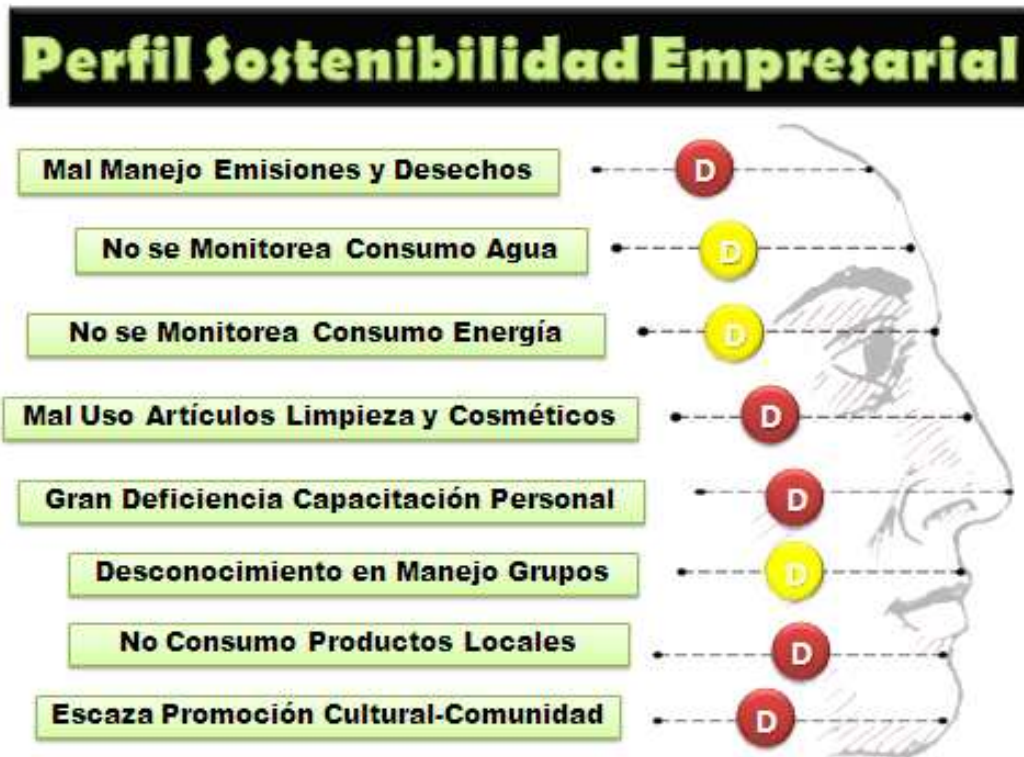 Perfil Sostenibilidad Empresarial
Mal Manejo Emisiones y Desechos
D
No se Monitorea Consumo Agua
D
No se Monitorea Consumo Energía
D
Mal Uso Artículos Limpieza y Cosméticos
D
Gran Deficiencia Capacitación Personal
D
Desconocimiento en Manejo Grupos
D
No Consumo Productos Locales
D
Escaza Promoción Cultural-Comunidad
D